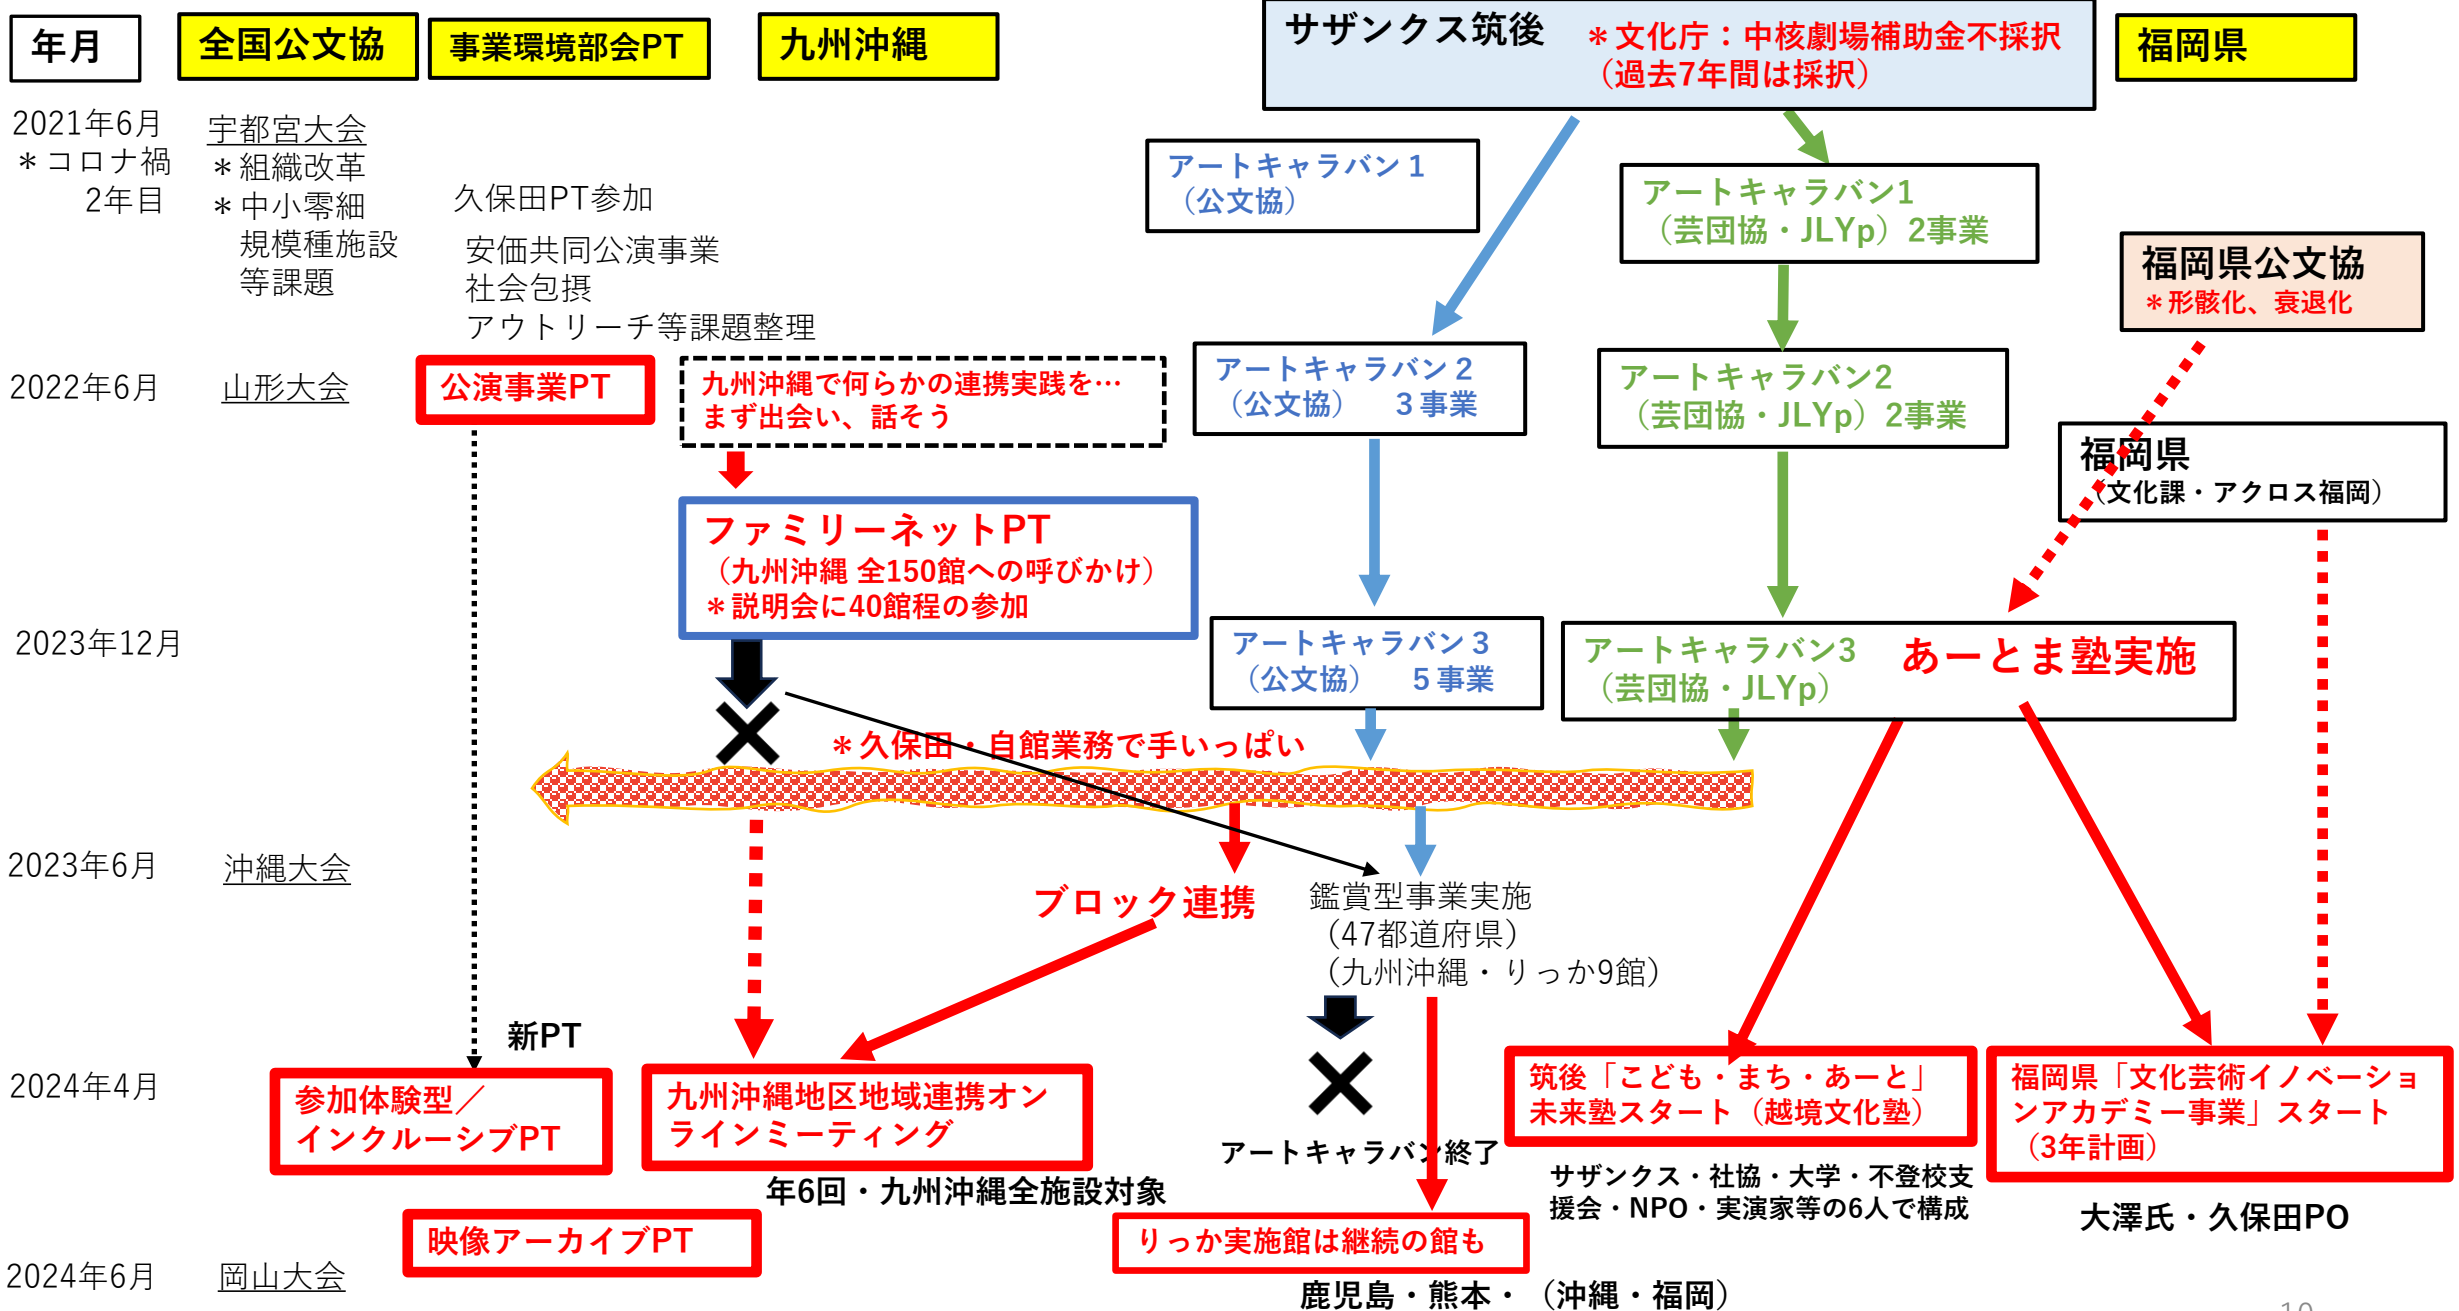 年月
全国公文協
事業環境部会PT
九州沖縄
サザンクス筑後
＊文化庁：中核劇場補助金不採択
（過去7年間は採択）
福岡県
2021年6月
＊コロナ禍
2年目
宇都宮大会
＊組織改革
＊中小零細
規模種施設
等課題
久保田PT参加
安価共同公演事業
社会包摂
アウトリーチ等課題整理
アートキャラバン１
（公文協）
アートキャラバン1
（芸団協・JLYp）2事業
福岡県公文協
＊形骸化、衰退化
2022年6月
山形大会
公演事業PT
九州沖縄で何らかの連携実践を…
まず出会い、話そう
アートキャラバン２
（公文協）　３事業
アートキャラバン2
（芸団協・JLYp）2事業
福岡県
（文化課・アクロス福岡）
ファミリーネットPT
（九州沖縄 全150館への呼びかけ）
＊説明会に40館程の参加
2023年12月
アートキャラバン３
（公文協）　５事業
アートキャラバン3
（芸団協・JLYp）
あーとま塾実施
＊久保田・自館業務で手いっぱい
2023年6月
沖縄大会
ブロック連携
鑑賞型事業実施
（47都道府県）
（九州沖縄・りっか9館）
新PT
2024年4月
参加体験型／
インクルーシブPT
九州沖縄地区地域連携オン
ラインミーティング
年6回・九州沖縄全施設対象
アートキャラバン終了
筑後「こども・まち・あーと」
未来塾スタート（越境文化塾）
サザンクス・社協・大学・不登校支
援会・NPO・実演家等の6人で構成
福岡県「文化芸術イノベーショ
ンアカデミー事業」スタート
（3年計画）
大澤氏・久保田PO
映像アーカイブPT
りっか実施館は継続の館も
2024年6月
岡山大会
鹿児島・熊本・（沖縄・福岡）
10